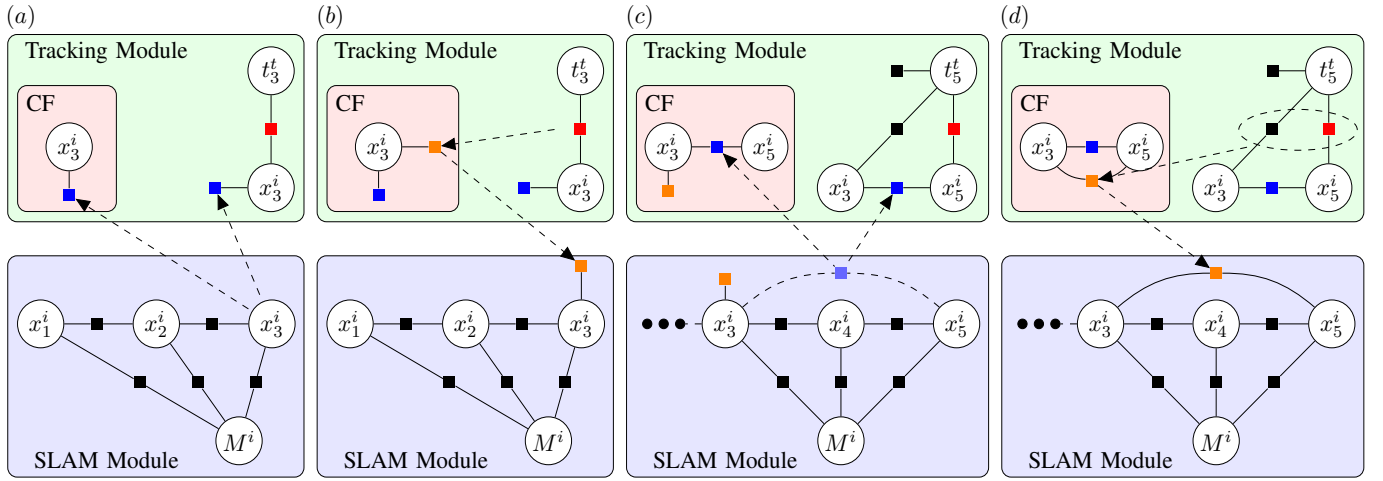 (a)
Tracking Module
t_3^t
CF
x_3^i
x_3^i
x_1^i
x_2^i
x_3^i
M^i
SLAM Module
(b)
Tracking Module
t_3^t
CF
x_3^i
x_3^i
x_1^i
x_2^i
x_3^i
M^i
SLAM Module
(c)
Tracking Module
t_5^t
CF
x_3^i
x_5^i
x_3^i
x_5^i
x_3^i
x_4^i
x_5^i
M^i
SLAM Module
(d)
Tracking Module
t_5^t
CF
x_3^i
x_5^i
x_3^i
x_5^i
x_3^i
x_4^i
x_5^i
M^i
SLAM Module